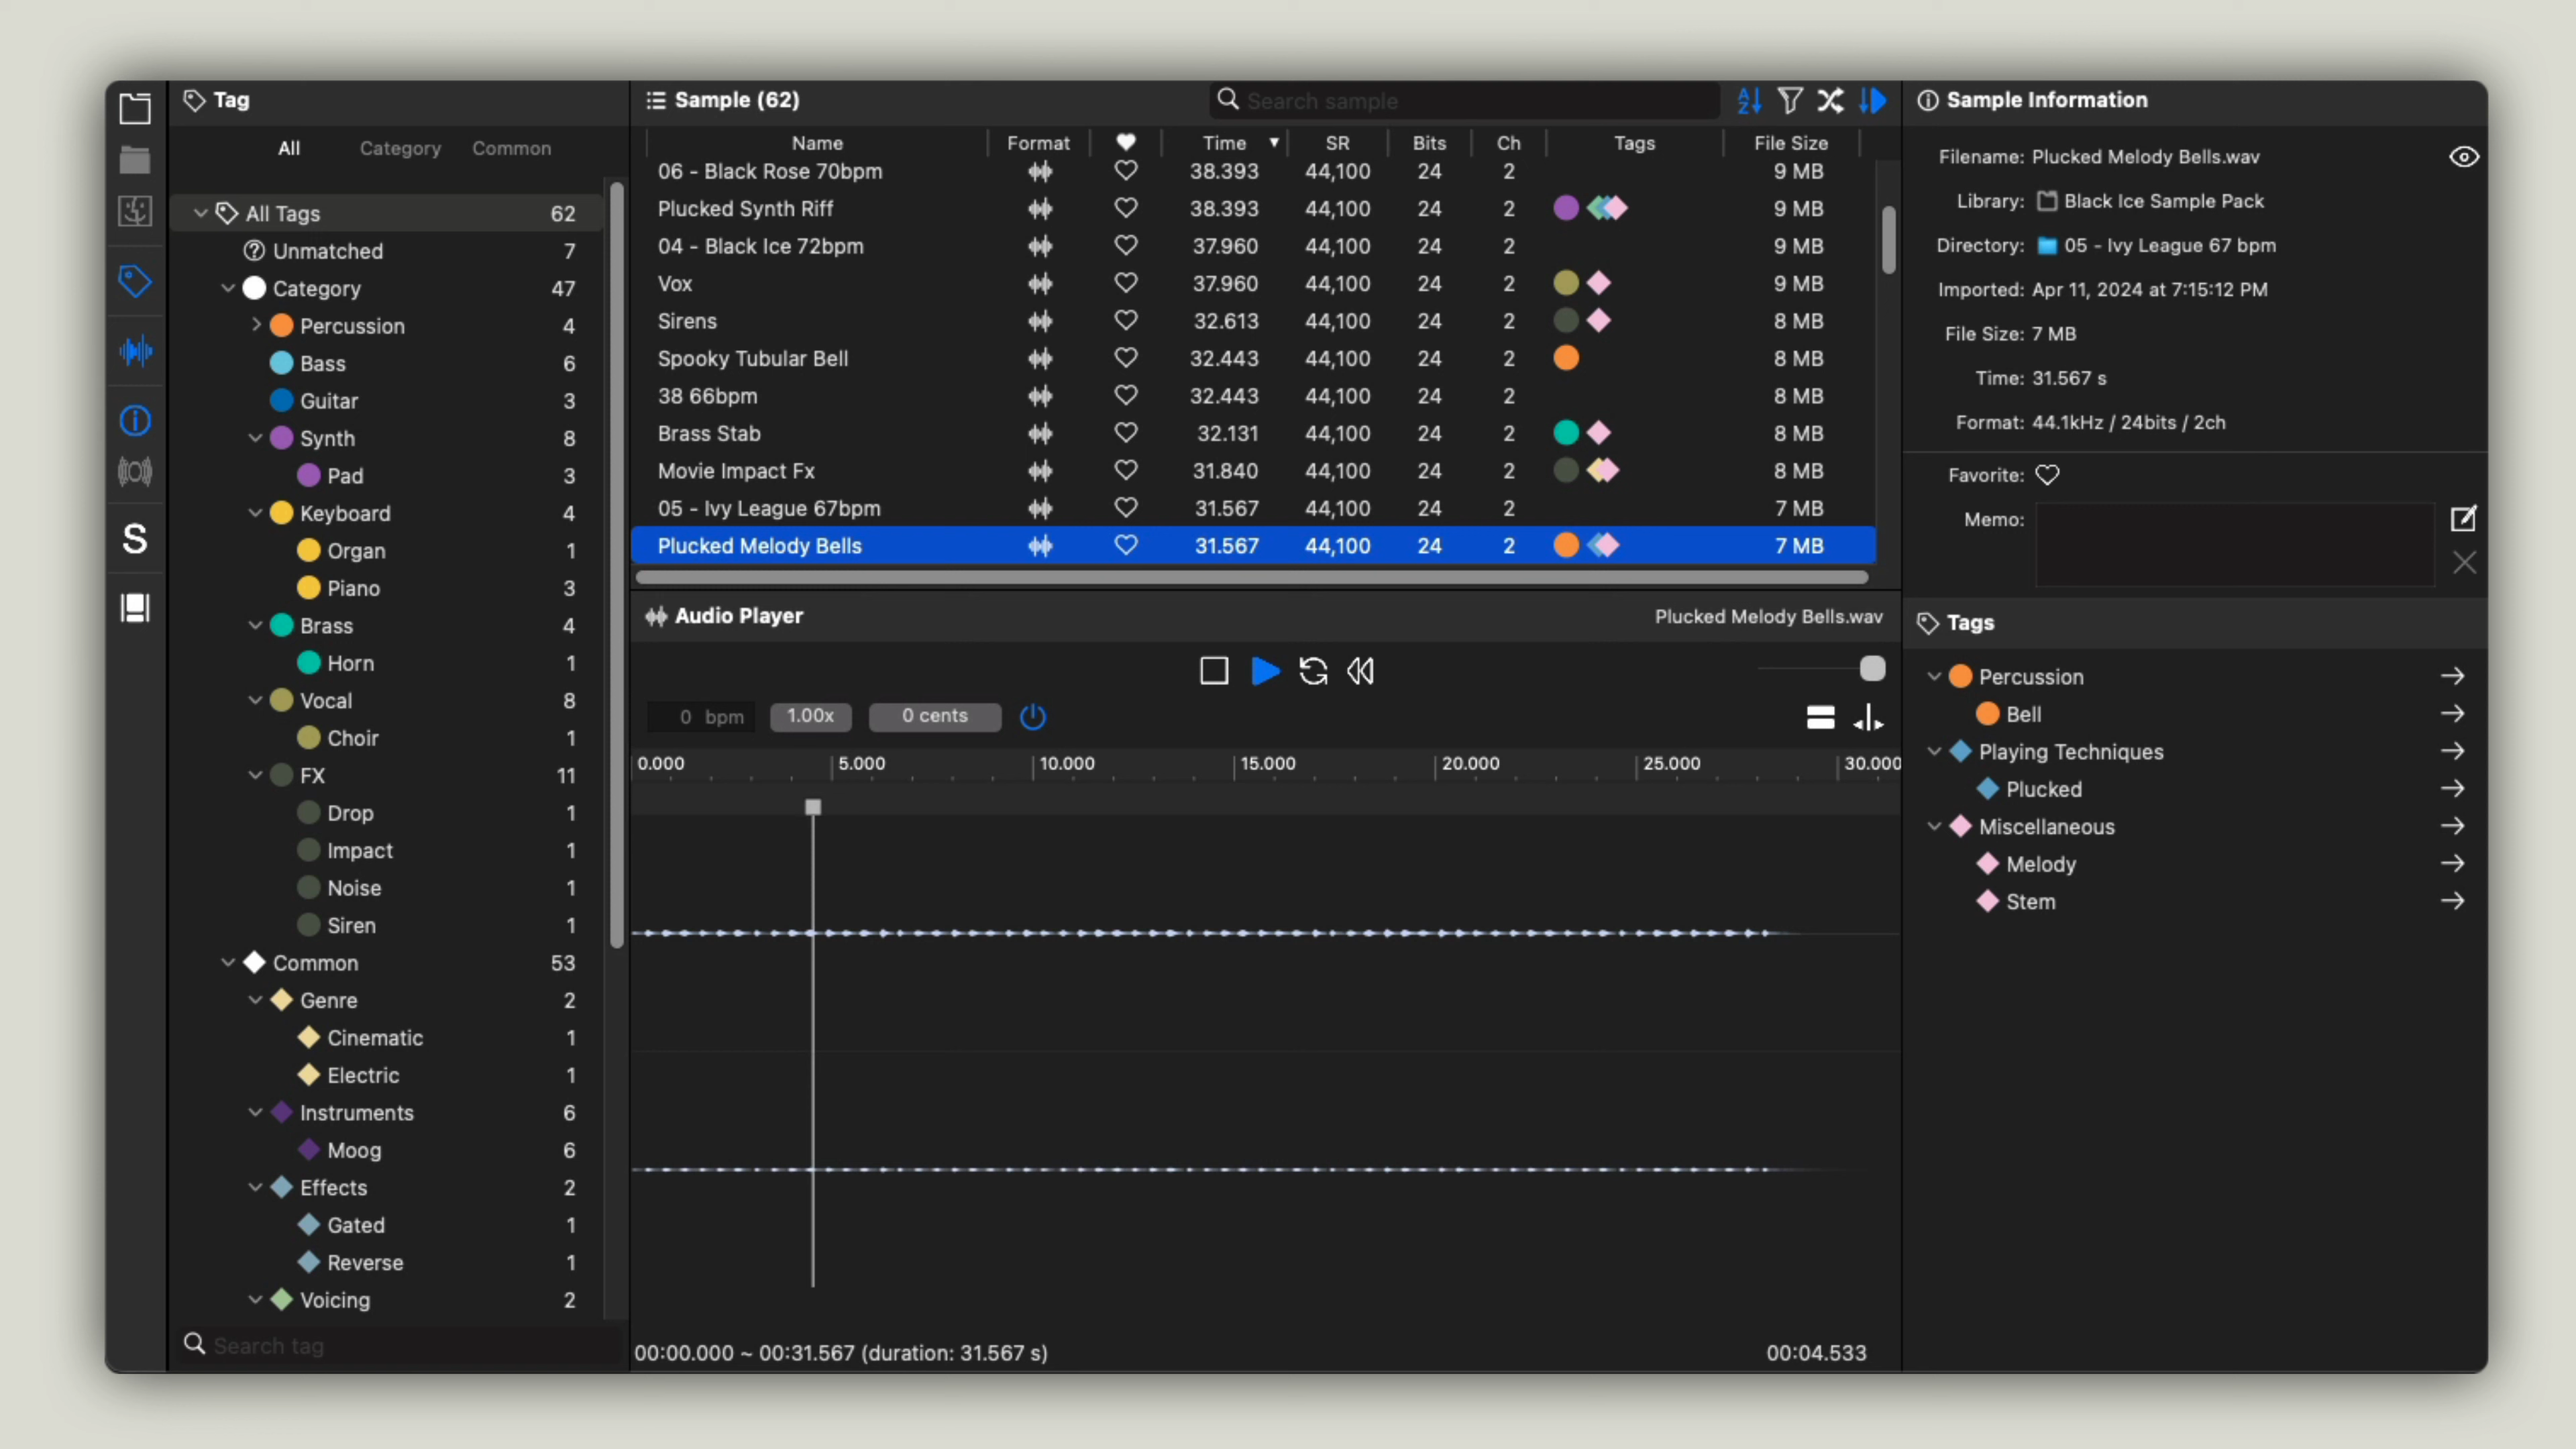 Tag
All Category Common
All Tags 62
Unmatched 7
Category 47
Percussion 4
Bass 6
Guitar 3
Synth 8
Pad 3
Keyboard 4
Organ 1
Piano 3
Brass 4
Horn 1
Vocal 8
Choir 1
FX 11
Drop 1
Impact 1
Noise 1
Siren 1
Common 53
Genre 2
Cinematic 1
Electric 1
Instruments 6
Moog 6
Effects 2
Gated 1
Reverse 1
Voicing 2
Search tag
S
Sample (62)
Search sample
Name Format Time SR Bits Ch Tags File Size
06 - Black Rose 70bpm 38.393 44,100 24 2 9 MB
Plucked Synth Riff 38.393 44,100 24 2 9 MB
04 - Black Ice 72bpm 37.960 44,100 24 2 9 MB
Vox 37.960 44,100 24 2 9 MB
Sirens 32.613 44,100 24 2 8 MB
Spooky Tubular Bell 32.443 44,100 24 2 8 MB
38 66bpm 32.443 44,100 24 2 8 MB
Brass Stab 32.131 44,100 24 2 8 MB
Movie Impact Fx 31.840 44,100 24 2 8 MB
05 - Ivy League 67bpm 31.567 44,100 24 2 7 MB
Plucked Melody Bells 31.567 44,100 24 2 7 MB
Audio Player Plucked Melody Bells.wav
0 bpm 1.00x 0 cents
0.000 5.000 10.000 15.000 20.000 25.000 30.000
00:00.000 ~ 00:31.567 (duration: 31.567 s) 00:04.533
Sample Information
Filename: Plucked Melody Bells.wav
Library: Black Ice Sample Pack
Directory: 05 - Ivy League 67 bpm
Imported: Apr 11, 2024 at 7:15:12 PM
File Size: 7 MB
Time: 31.567 s
Format: 44.1kHz / 24bits / 2ch
Favorite:
Memo:
Tags
Percussion
Bell
Playing Techniques
Plucked
Miscellaneous
Melody
Stem